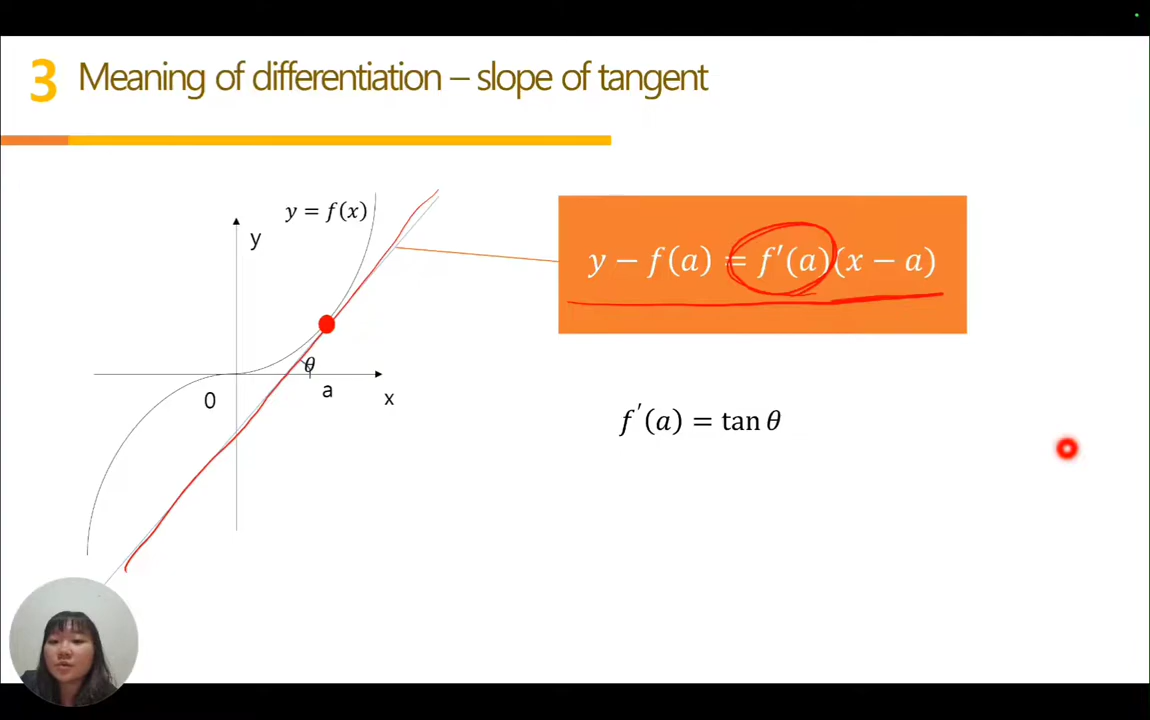 3 Meaning of differentiation – slope of tangent
y = f(x)
y
y − f(a) = f′(a)(x − a)
θ
0
a
x
f′(a) = tan θ